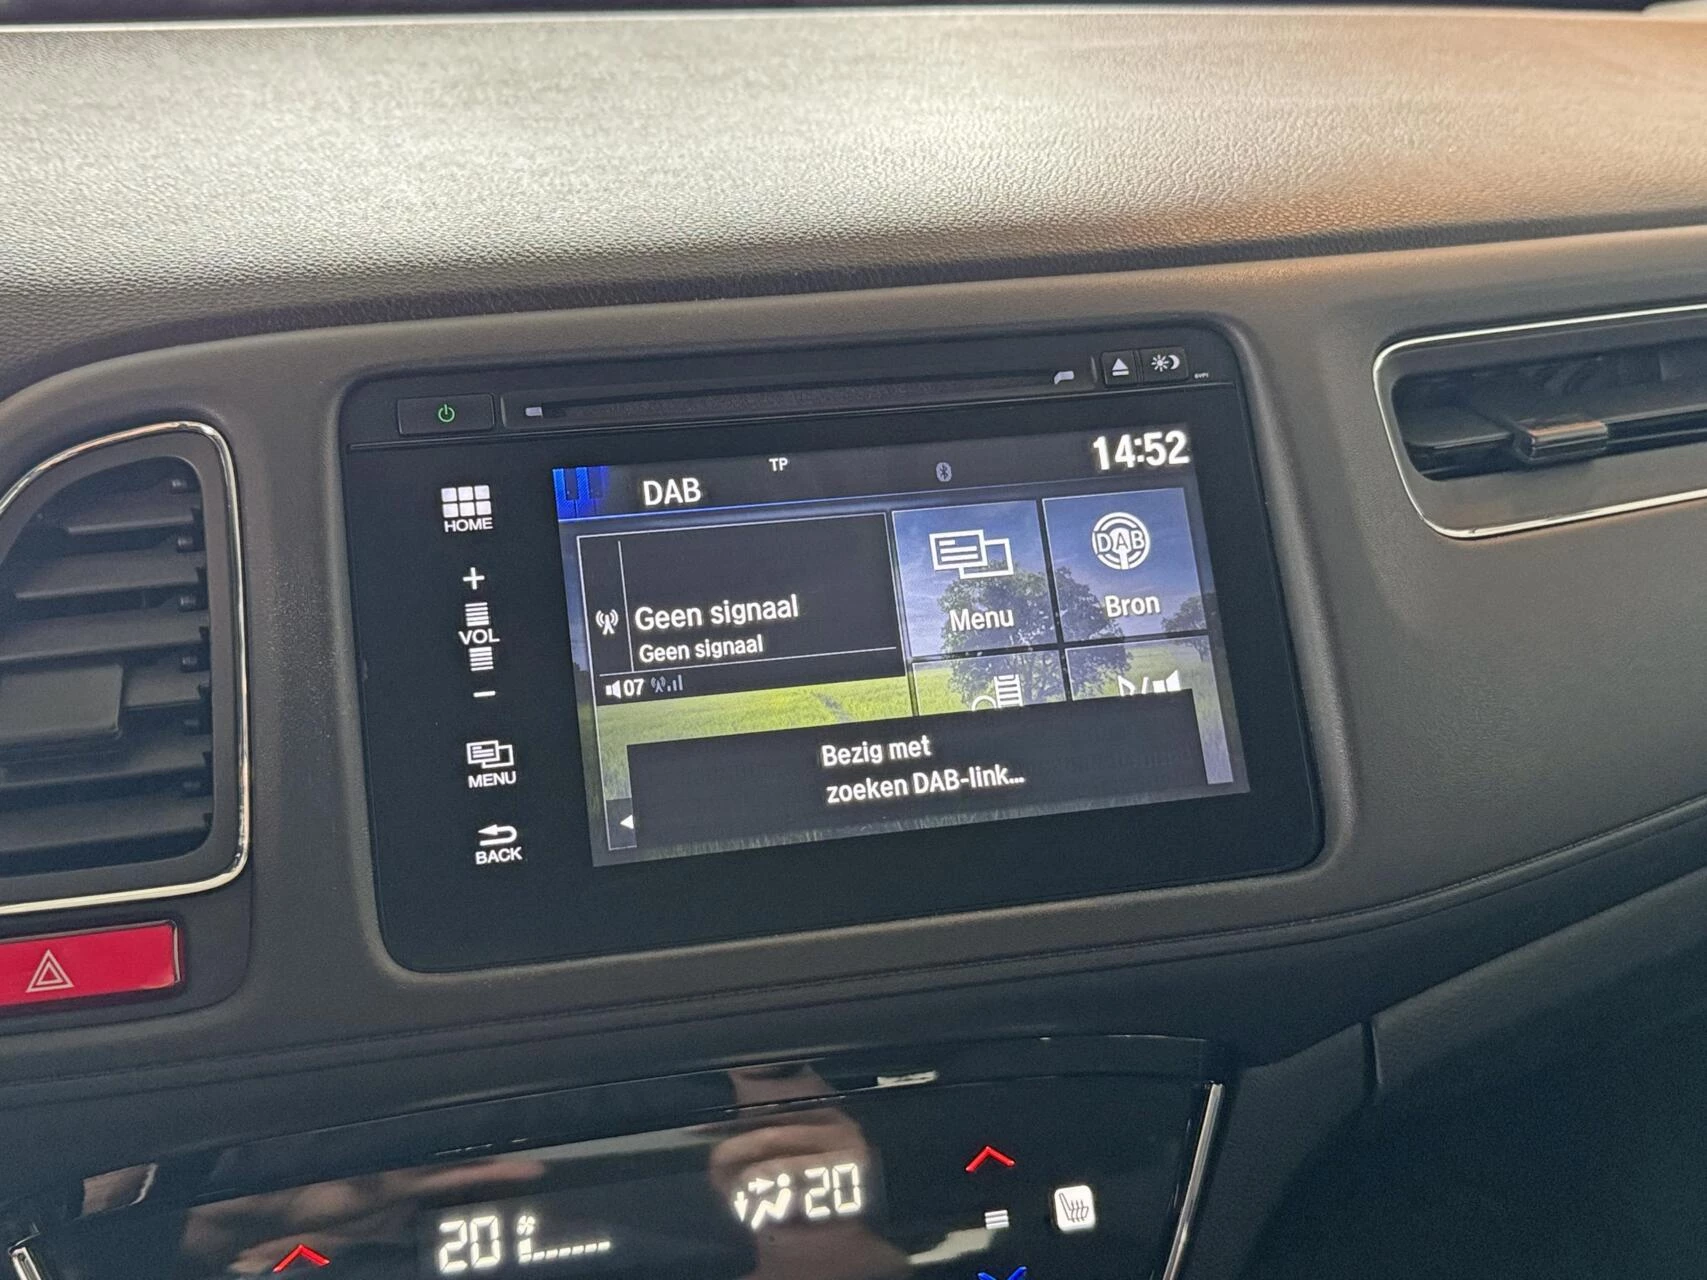 14:52
TP
DAB
HOME
Geen signaal
Geen signaal
Menu
DAB
Bron
+
VOL
-
07
MENU
Bezig met
zoeken DAB-link...
BACK
20
20